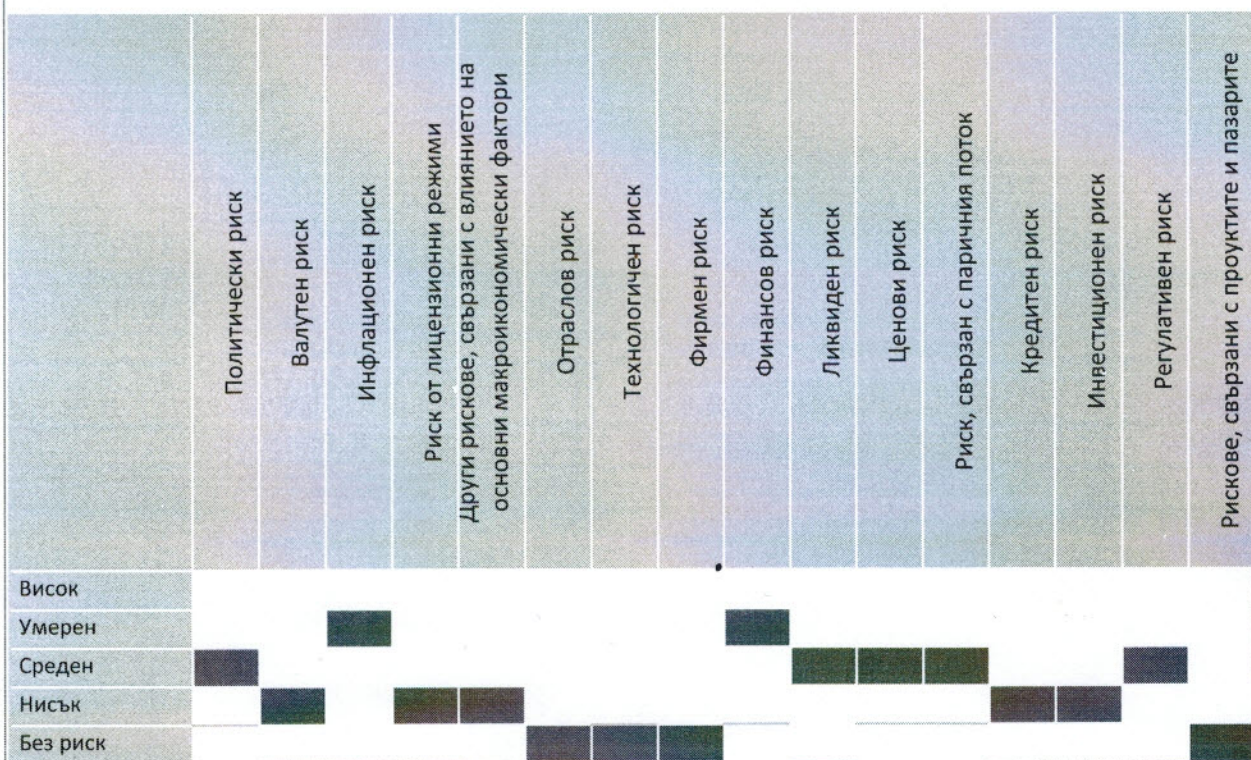 Политически риск
Валутен риск
Инфлационен риск
Риск от лицензионни режими
Други рискове, свързани с влиянието на
основни макроикономически фактори
Отраслов риск
Технологичен риск
Фирмен риск
Финансов риск
Ликвиден риск
Ценови риск
Риск, свързан с паричния поток
Кредитен риск
Инвестиционен риск
Регулативен риск
Рискове, свързани с проуктите и пазарите
Висок
Умерен
Среден
Нисък
Без риск